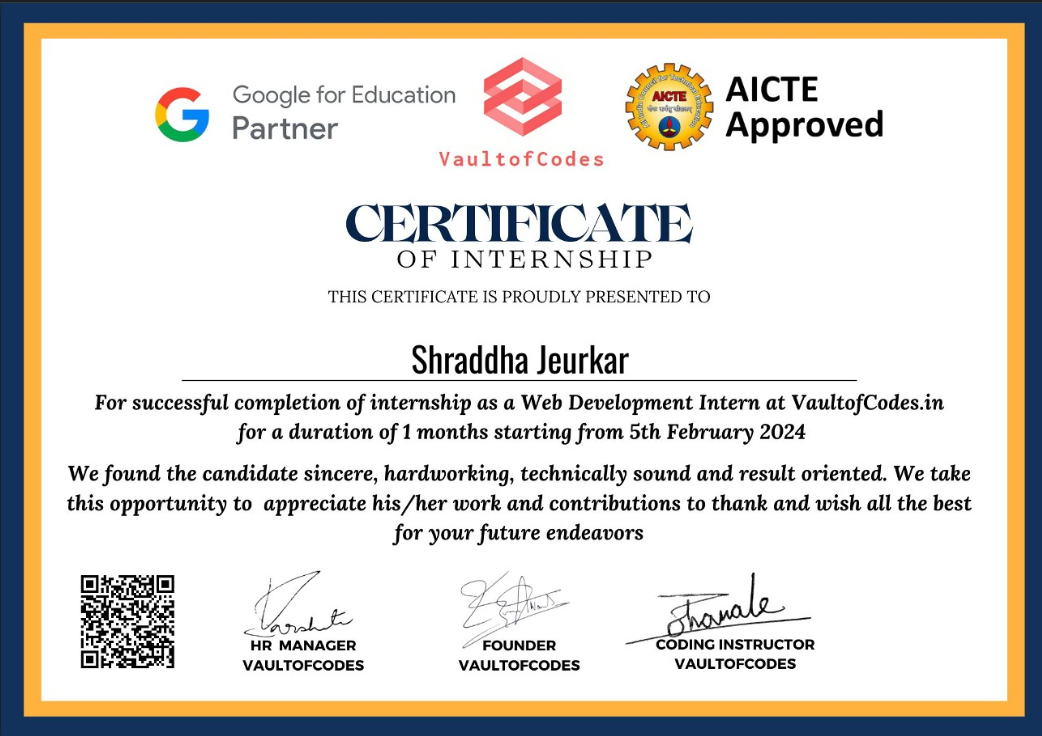 Google for Education
Partner
VaultofCodes
AICTE
AICTE
Approved
CERTIFICATE
OF INTERNSHIP
THIS CERTIFICATE IS PROUDLY PRESENTED TO
Shraddha Jeurkar
For successful completion of internship as a Web Development Intern at VaultofCodes.in
for a duration of 1 months starting from 5th February 2024
We found the candidate sincere, hardworking, technically sound and result oriented. We take
this opportunity to appreciate his/her work and contributions to thank and wish all the best
for your future endeavors
HR MANAGER
VAULTOFCODES
FOUNDER
VAULTOFCODES
CODING INSTRUCTOR
VAULTOFCODES